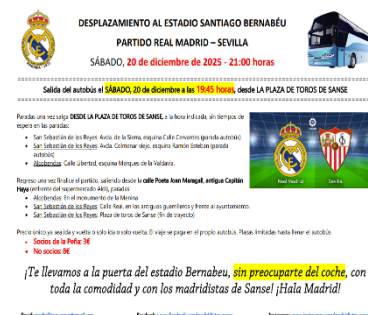 DESPLAZAMIENTO AL ESTADIO SANTIAGO BERNABÉU
PARTIDO REAL MADRID – SEVILLA
SÁBADO, 20 de diciembre de 2025 - 21:00 horas
Salida del autobús el SÁBADO, 20 de diciembre a las 19:45 horas, desde LA PLAZA DE TOROS DE SANSE
Paradas una vez salga DESDE LA PLAZA DE TOROS DE SANSE, a la hora indicada, sin tiempos de
espera en las paradas:
San Sebastián de los Reyes: Avda. de la Sierra, esquina Calle Cervantes (parada autobús)
San Sebastián de los Reyes: Avda. Colmenar viejo, esquina Ramón Esteban (parada
autobús)
Alcobendas: Calle Libertad, esquina Marques de la Valdavia.
Real Madrid
Sevilla
Regreso una vez finalice el partido, saliendo desde la calle Poeta Joan Maragall, antigua Capitán
Haya (enfrente del supermercado Aldi), paradas:
Alcobendas: En el monumento de la Menina
San Sebastián de los Reyes: Calle Real, en los antiguos guerrilleros y frente al ayuntamiento.
San Sebastián de los Reyes: Plaza de toros de Sanse (fin de trayecto)
Precio único ya sea ida y vuelta o solo ida o solo vuelta. El viaje se paga en el propio autobús. Plazas limitadas hasta llenar el autobús.
Socios de la Peña: 3€
No socios: 8€
¡Te llevamos a la puerta del estadio Bernabeu, sin preocuparte del coche, con
toda la comodidad y con los madridistas de Sanse! ¡Hala Madrid!